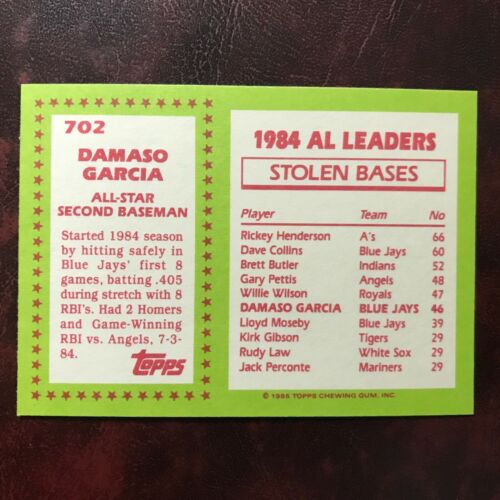 702
DAMASO
GARCIA
ALL-STAR
SECOND BASEMAN
Started 1984 season
by hitting safely in
Blue Jays' first 8
games, batting .405
during stretch with 8
RBI's. Had 2 Homers
and Game-Winning
RBI vs. Angels, 7-3-
84.
topps
1984 AL LEADERS
STOLEN BASES
Player Team No
Rickey Henderson A's 66
Dave Collins Blue Jays 60
Brett Butler Indians 52
Gary Pettis Angels 48
Willie Wilson Royals 47
DAMASO GARCIA BLUE JAYS 46
Lloyd Moseby Blue Jays 39
Kirk Gibson Tigers 29
Rudy Law White Sox 29
Jack Perconte Mariners 29
© 1985 TOPPS CHEWING GUM, INC.